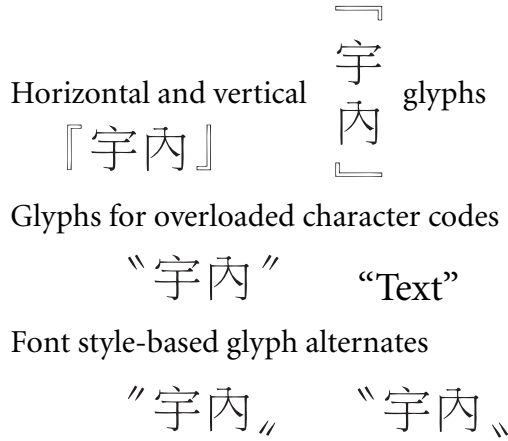 Horizontal and vertical 『宇內』 glyphs
『宇內』
Glyphs for overloaded character codes
〝宇內〞 “Text”
Font style-based glyph alternates
〞宇內〟 〝宇內〟